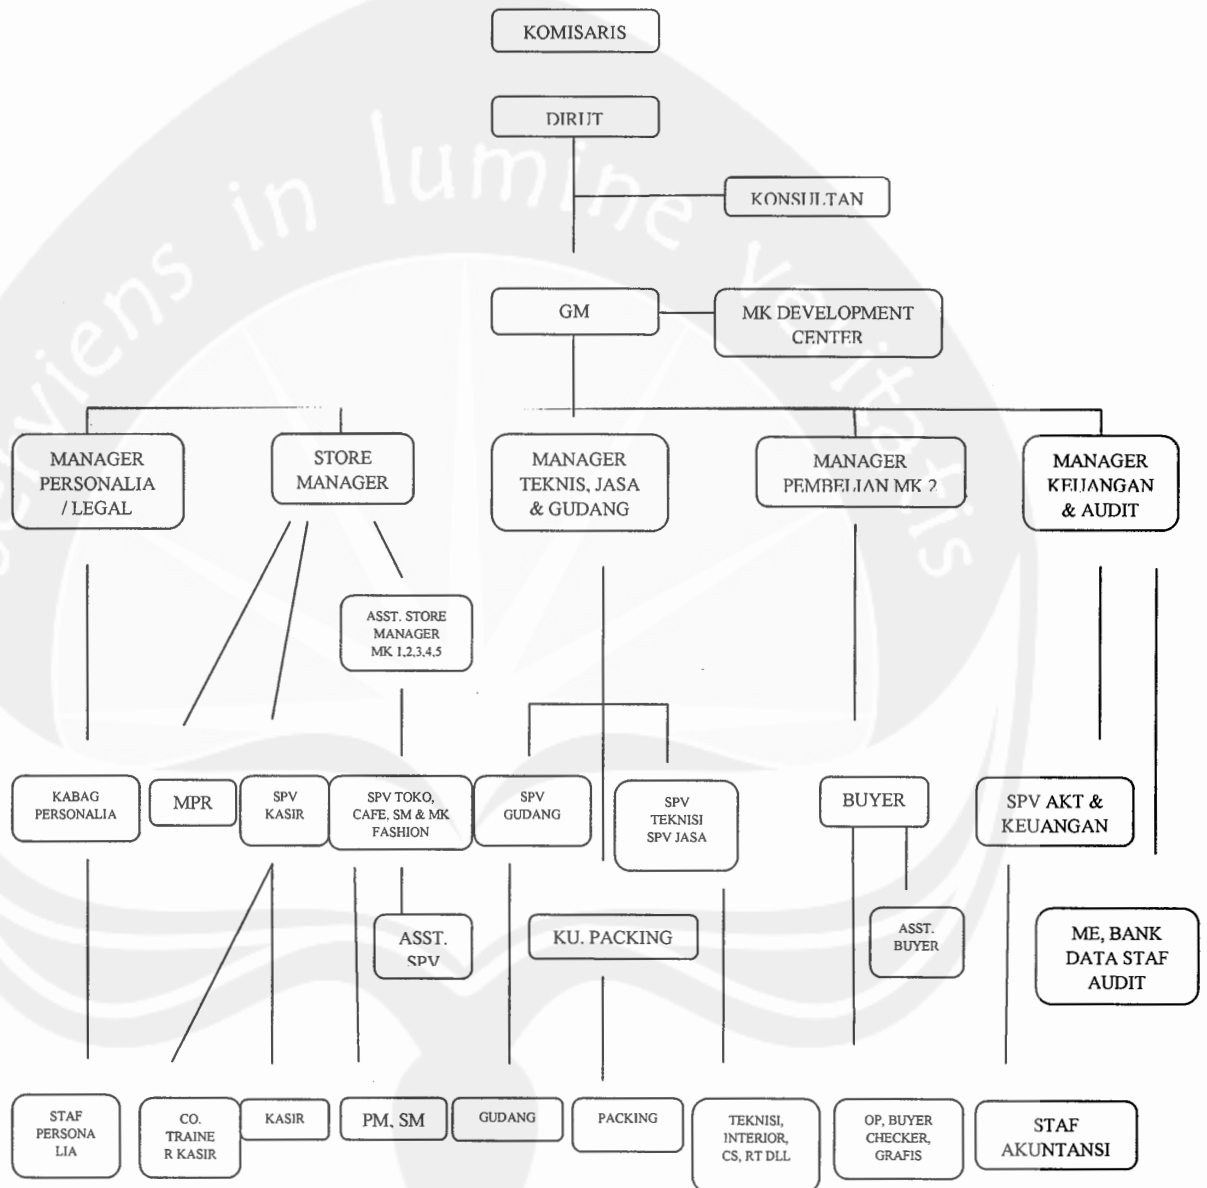 KOMISARIS
DIRUT
KONSULTAN
GM
MK DEVELOPMENT
CENTER
MANAGER
PERSONALIA
/ LEGAL
STORE
MANAGER
MANAGER
TEKNIS, JASA
& GUDANG
MANAGER
PEMBELIAN MK 2
MANAGER
KEUANGAN
& AUDIT
ASST. STORE
MANAGER
MK 1,2,3,4,5
KABAG
PERSONALIA
MPR
SPV
KASIR
SPV TOKO,
CAFE, SM & MK
FASHION
SPV
GUDANG
SPV
TEKNISI
SPV JASA
BUYER
SPV AKT &
KEUANGAN
ASST.
SPV
KU. PACKING
ASST.
BUYER
ME, BANK
DATA STAF
AUDIT
STAF
PERSONA
LIA
CO.
TRAINE
R KASIR
KASIR
PM, SM
GUDANG
PACKING
TEKNISI,
INTERIOR,
CS, RT DLL
OP, BUYER
CHECKER,
GRAFIS
STAF
AKUNTANSI
serviens in lumine veritatis